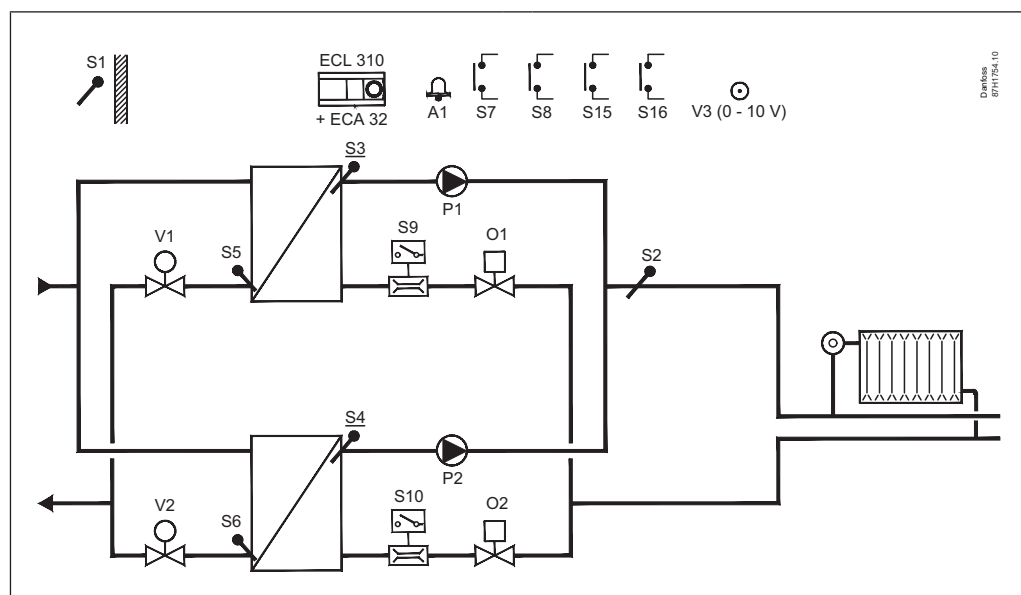 S1
ECL 310
+ ECA 32
A1
S7
S8
S15
S16
V3 (0 - 10 V)
Danfoss
87H1754.10
S3
P1
V1
S5
S9
O1
S2
S4
P2
V2
S6
S10
O2